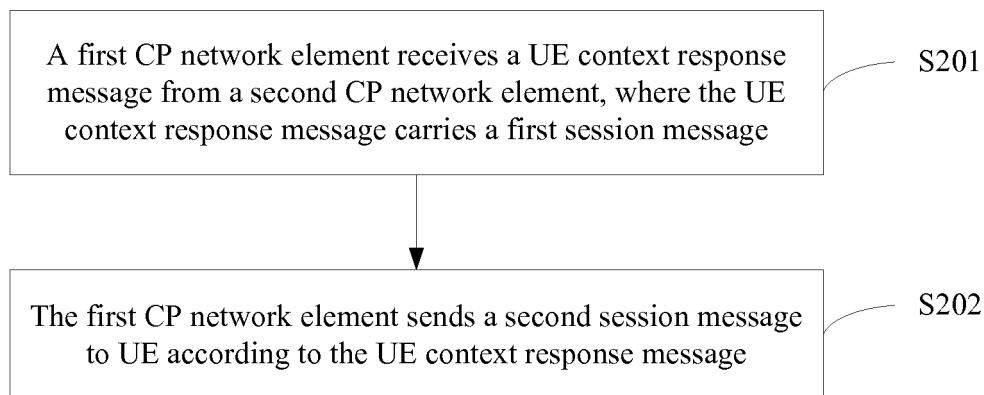 A first CP network element receives a UE context response
message from a second CP network element, where the UE
context response message carries a first session message
S201
The first CP network element sends a second session message
to UE according to the UE context response message
S202